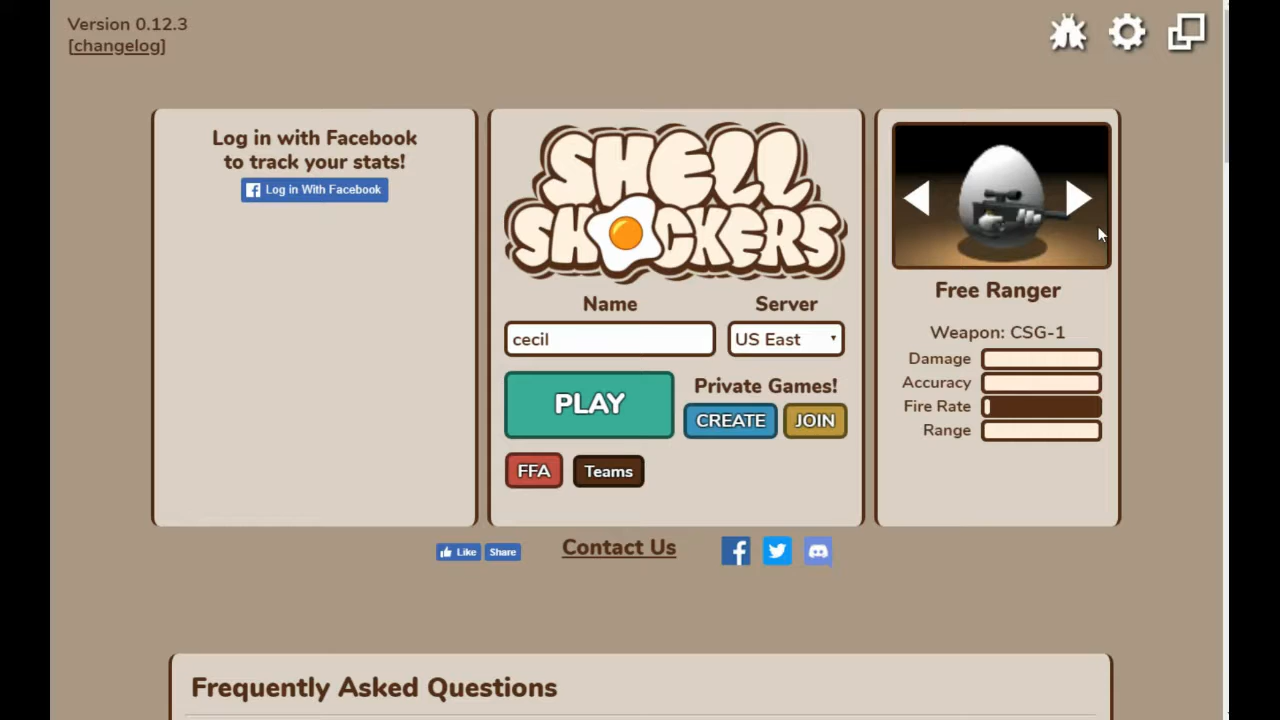 Version 0.12.3
[changelog]
Log in with Facebook
to track your stats!
Log in With Facebook
SHELL
SHOCKERS
Name
Server
cecil
US East
PLAY
Private Games!
CREATE
JOIN
FFA
Teams
Free Ranger
Weapon: CSG-1
Damage
Accuracy
Fire Rate
Range
Like
Share
Contact Us
Frequently Asked Questions